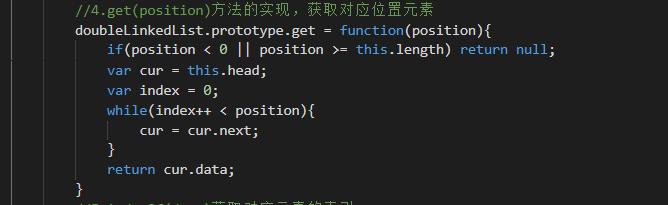 //4.get(position)方法的实现，获取对应位置元素
doubleLinkedList.prototype.get = function(position){
if(position < 0 || position >= this.length) return null;
var cur = this.head;
var index = 0;
while(index++ < position){
cur = cur.next;
}
return cur.data;
}